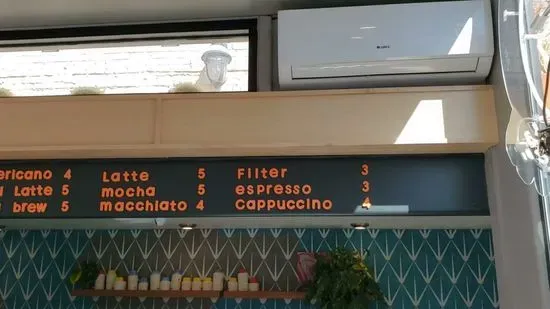 ericano 4 Latte 5 Filter 3
l Latte 5 mocha 5 espresso 3
brew 5 macchiato 4 cappuccino 4